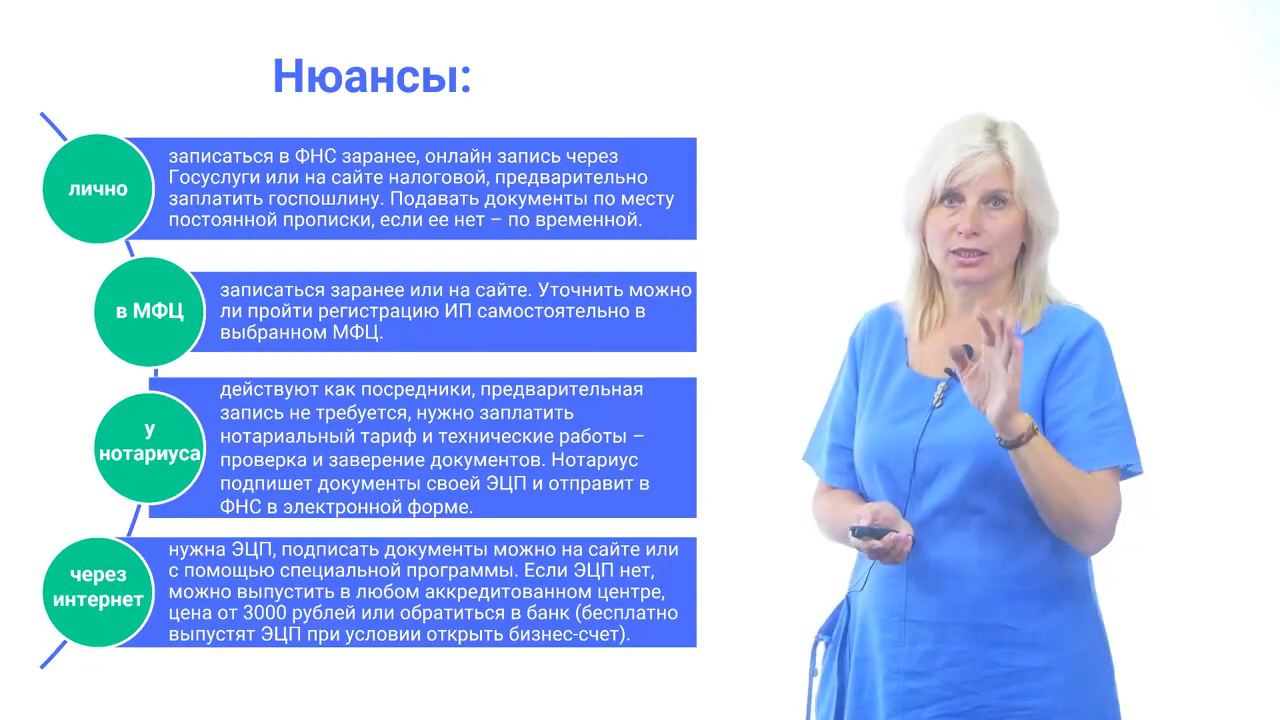 Нюансы:
лично
записаться в ФНС заранее, онлайн запись через
Госуслуги или на сайте налоговой, предварительно
заплатить госпошлину. Подавать документы по месту
постоянной прописки, если ее нет – по временной.
в МФЦ
записаться заранее или на сайте. Уточнить можно
ли пройти регистрацию ИП самостоятельно в
выбранном МФЦ.
у
нотариуса
действуют как посредники, предварительная
запись не требуется, нужно заплатить
нотариальный тариф и технические работы –
проверка и заверение документов. Нотариус
подпишет документы своей ЭЦП и отправит в
ФНС в электронной форме.
через
интернет
нужна ЭЦП, подписать документы можно на сайте или
с помощью специальной программы. Если ЭЦП нет,
можно выпустить в любом аккредитованном центре,
цена от 3000 рублей или обратиться в банк (бесплатно
выпустят ЭЦП при условии открыть бизнес-счет).